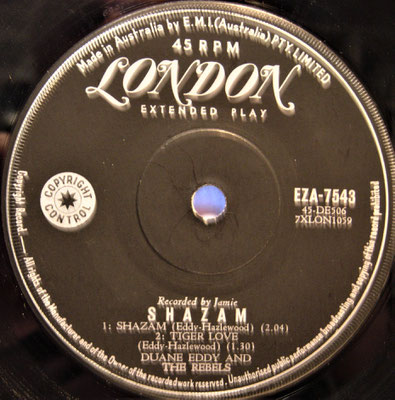 Made in Australia by E.M.I.(Australia) PTY. LIMITED
45 RPM
LONDON
EXTENDED PLAY
COPYRIGHT
CONTROL
EZA-7543
45-DE506
7XLON1059
Recorded by Jamie
SHAZAM
1: SHAZAM (Eddy-Hazlewood) (2.04)
2: TIGER LOVE
(Eddy-Hazlewood) (1.30)
DUANE EDDY AND
THE REBELS
Copyright Record — All rights of the Manufacturer and of the Owner of the recorded work reserved. Unauthorised public performance broadcasting and copying of this record prohibited